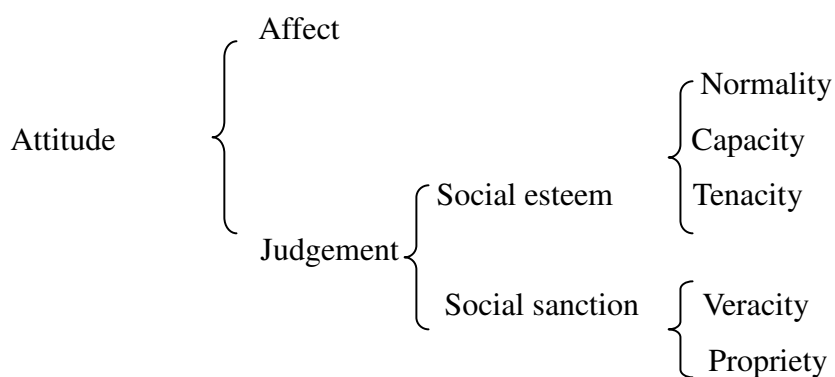 Affect
Normality
Attitude
Capacity
Social esteem
Tenacity
Judgement
Social sanction
Veracity
Propriety